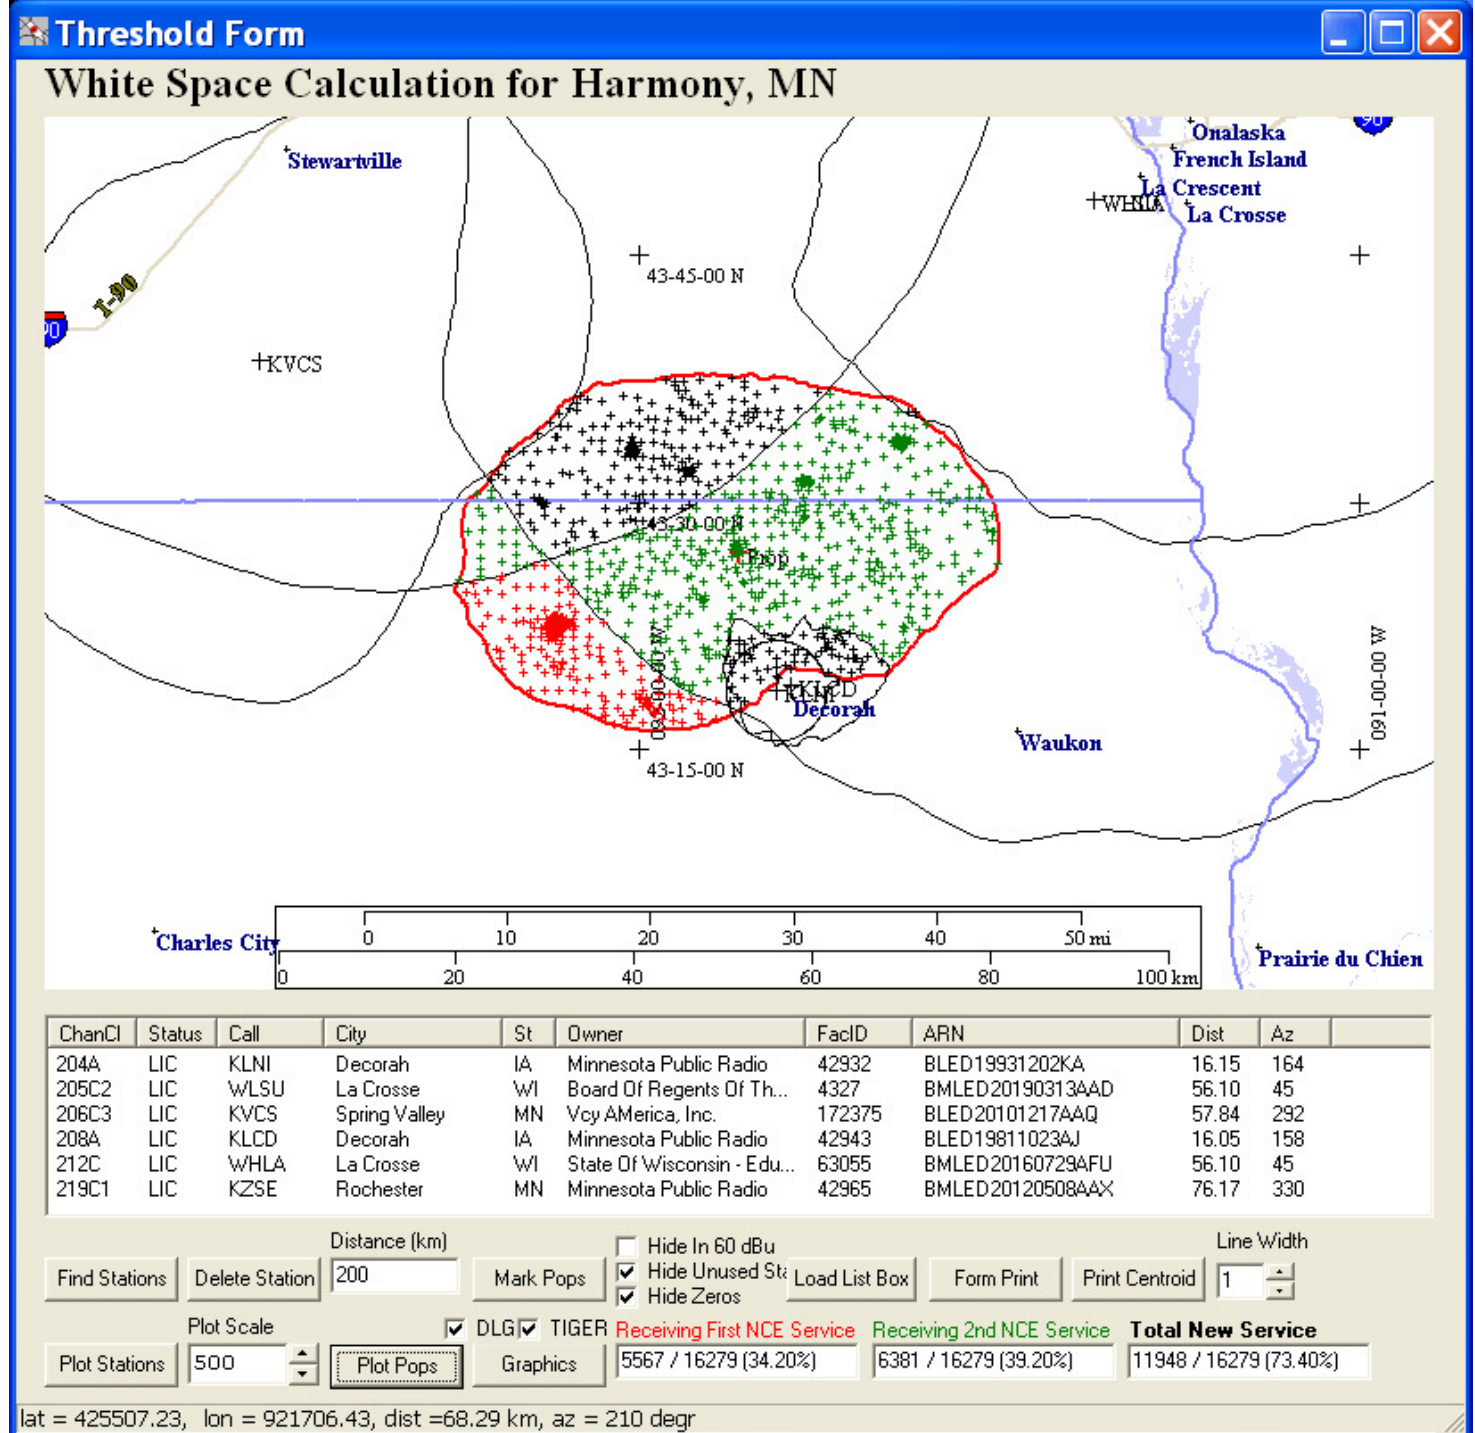 Threshold Form
White Space Calculation for Harmony, MN
90
Onalaska
Stewartville
French Island
La Crescent
La Crosse
43-45-00 N
I-90
KVCS
43-30-00 N
Prop
091-00-00 W
KLCD
Decorah
Waukon
43-15-00 N
0 10 20 30 40 50 mi
Charles City
Prairie du Chien
0 20 40 60 80 100 km
ChanCl Status Call City St Owner FacID ARN Dist Az
204A LIC KLNI Decorah IA Minnesota Public Radio 42932 BLED19931202KA 16.15 164
205C2 LIC WLSU La Crosse WI Board Of Regents Of Th... 4327 BMLED20190313AAD 56.10 45
206C3 LIC KVCS Spring Valley MN Vcy AMerica, Inc. 172375 BLED20101217AAQ 57.84 292
208A LIC KLCD Decorah IA Minnesota Public Radio 42943 BLED19811023AJ 16.05 158
212C LIC WHLA La Crosse WI State Of Wisconsin - Edu... 63055 BMLED20160729AFU 56.10 45
219C1 LIC KZSE Rochester MN Minnesota Public Radio 42965 BMLED20120508AAX 76.17 330
Distance (km) Hide In 60 dBu Line Width
Find Stations Delete Station 200 Mark Pops Hide Unused Sta Load List Box Form Print Print Centroid 1
Hide Zeros
Plot Scale DLG TIGER Receiving First NCE Service Receiving 2nd NCE Service Total New Service
Plot Stations 500 Plot Pops Graphics 5567 / 16279 (34.20%) 6381 / 16279 (39.20%) 11948 / 16279 (73.40%)
lat = 425507.23, lon = 921706.43, dist =68.29 km, az = 210 degr